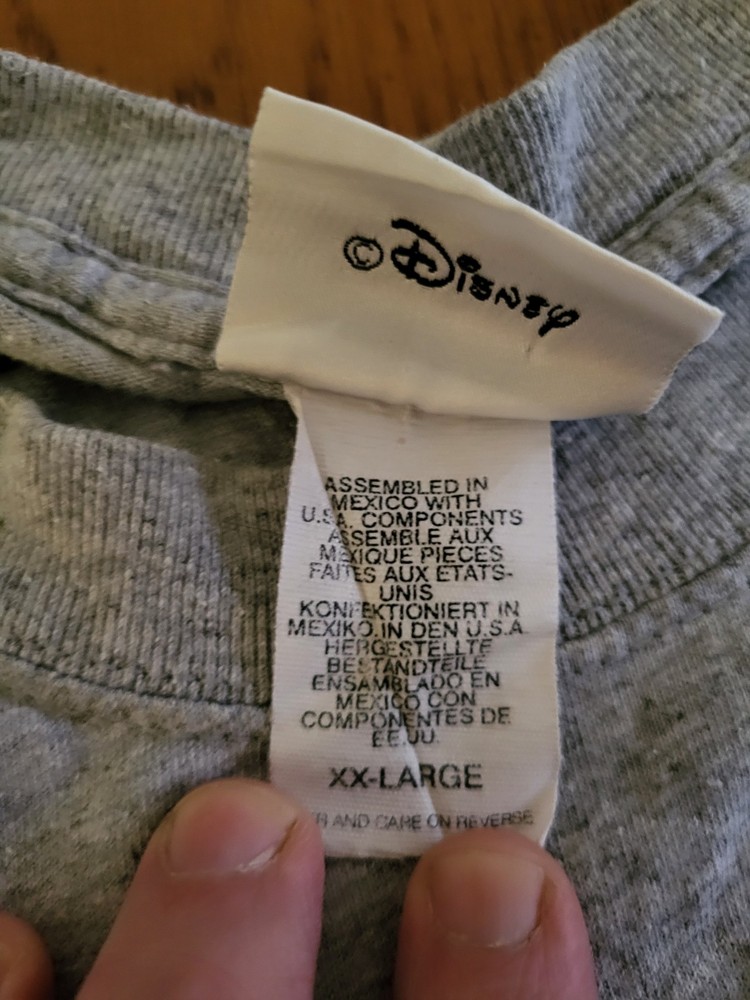 © Disney
ASSEMBLED IN
MEXICO WITH
U.S.A. COMPONENTS
ASSEMBLE AUX
MEXIQUE PIECES
FAITES AUX ETATS-
UNIS
KONFEKTIONIERT IN
MEXIKO.IN DEN U.S.A
HERGESTELLTE
BESTANDTEILE
ENSAMBLADO EN
MEXICO CON
COMPONENTES DE
EE.UU.
XX-LARGE
R AND CARE ON REVERSE